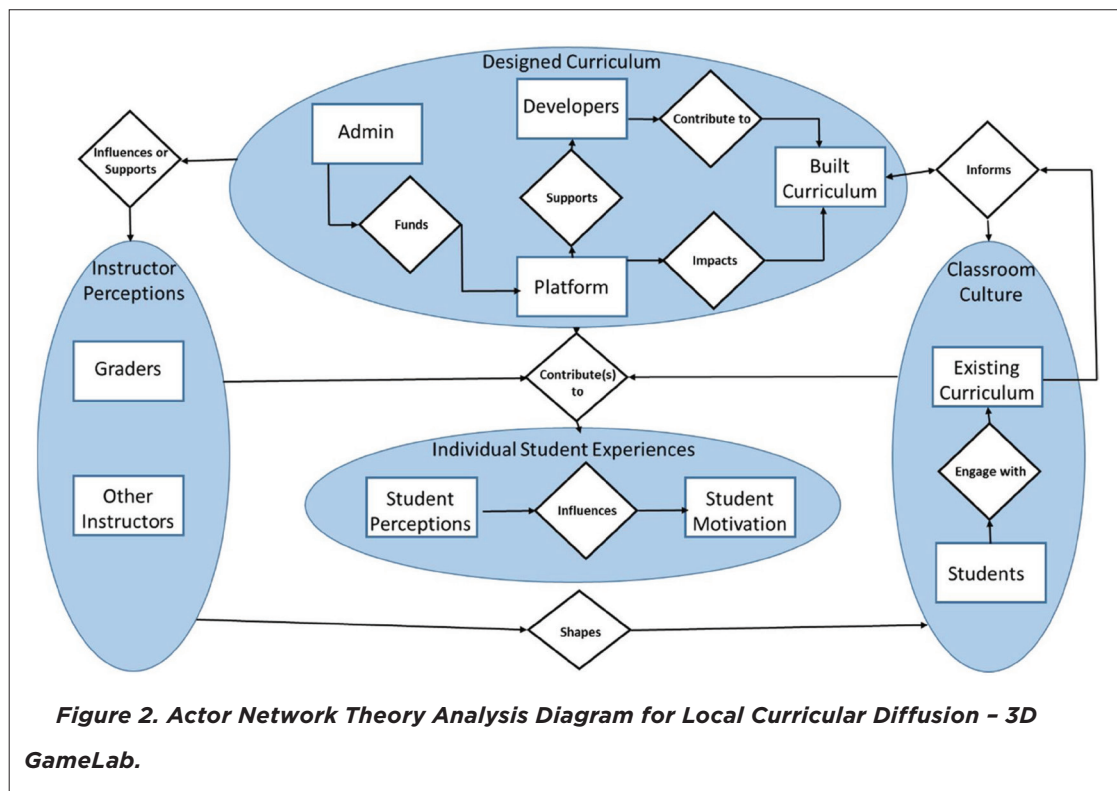 Designed Curriculum
Developers
Contribute to
Admin
Influences or
Supports
Built
Curriculum
Informs
Supports
Funds
Instructor
Perceptions
Platform
Impacts
Classroom
Culture
Graders
Contribute(s)
to
Existing
Curriculum
Individual Student Experiences
Engage with
Other
Instructors
Student
Perceptions
Influences
Student
Motivation
Students
Shapes
Figure 2. Actor Network Theory Analysis Diagram for Local Curricular Diffusion – 3D
GameLab.